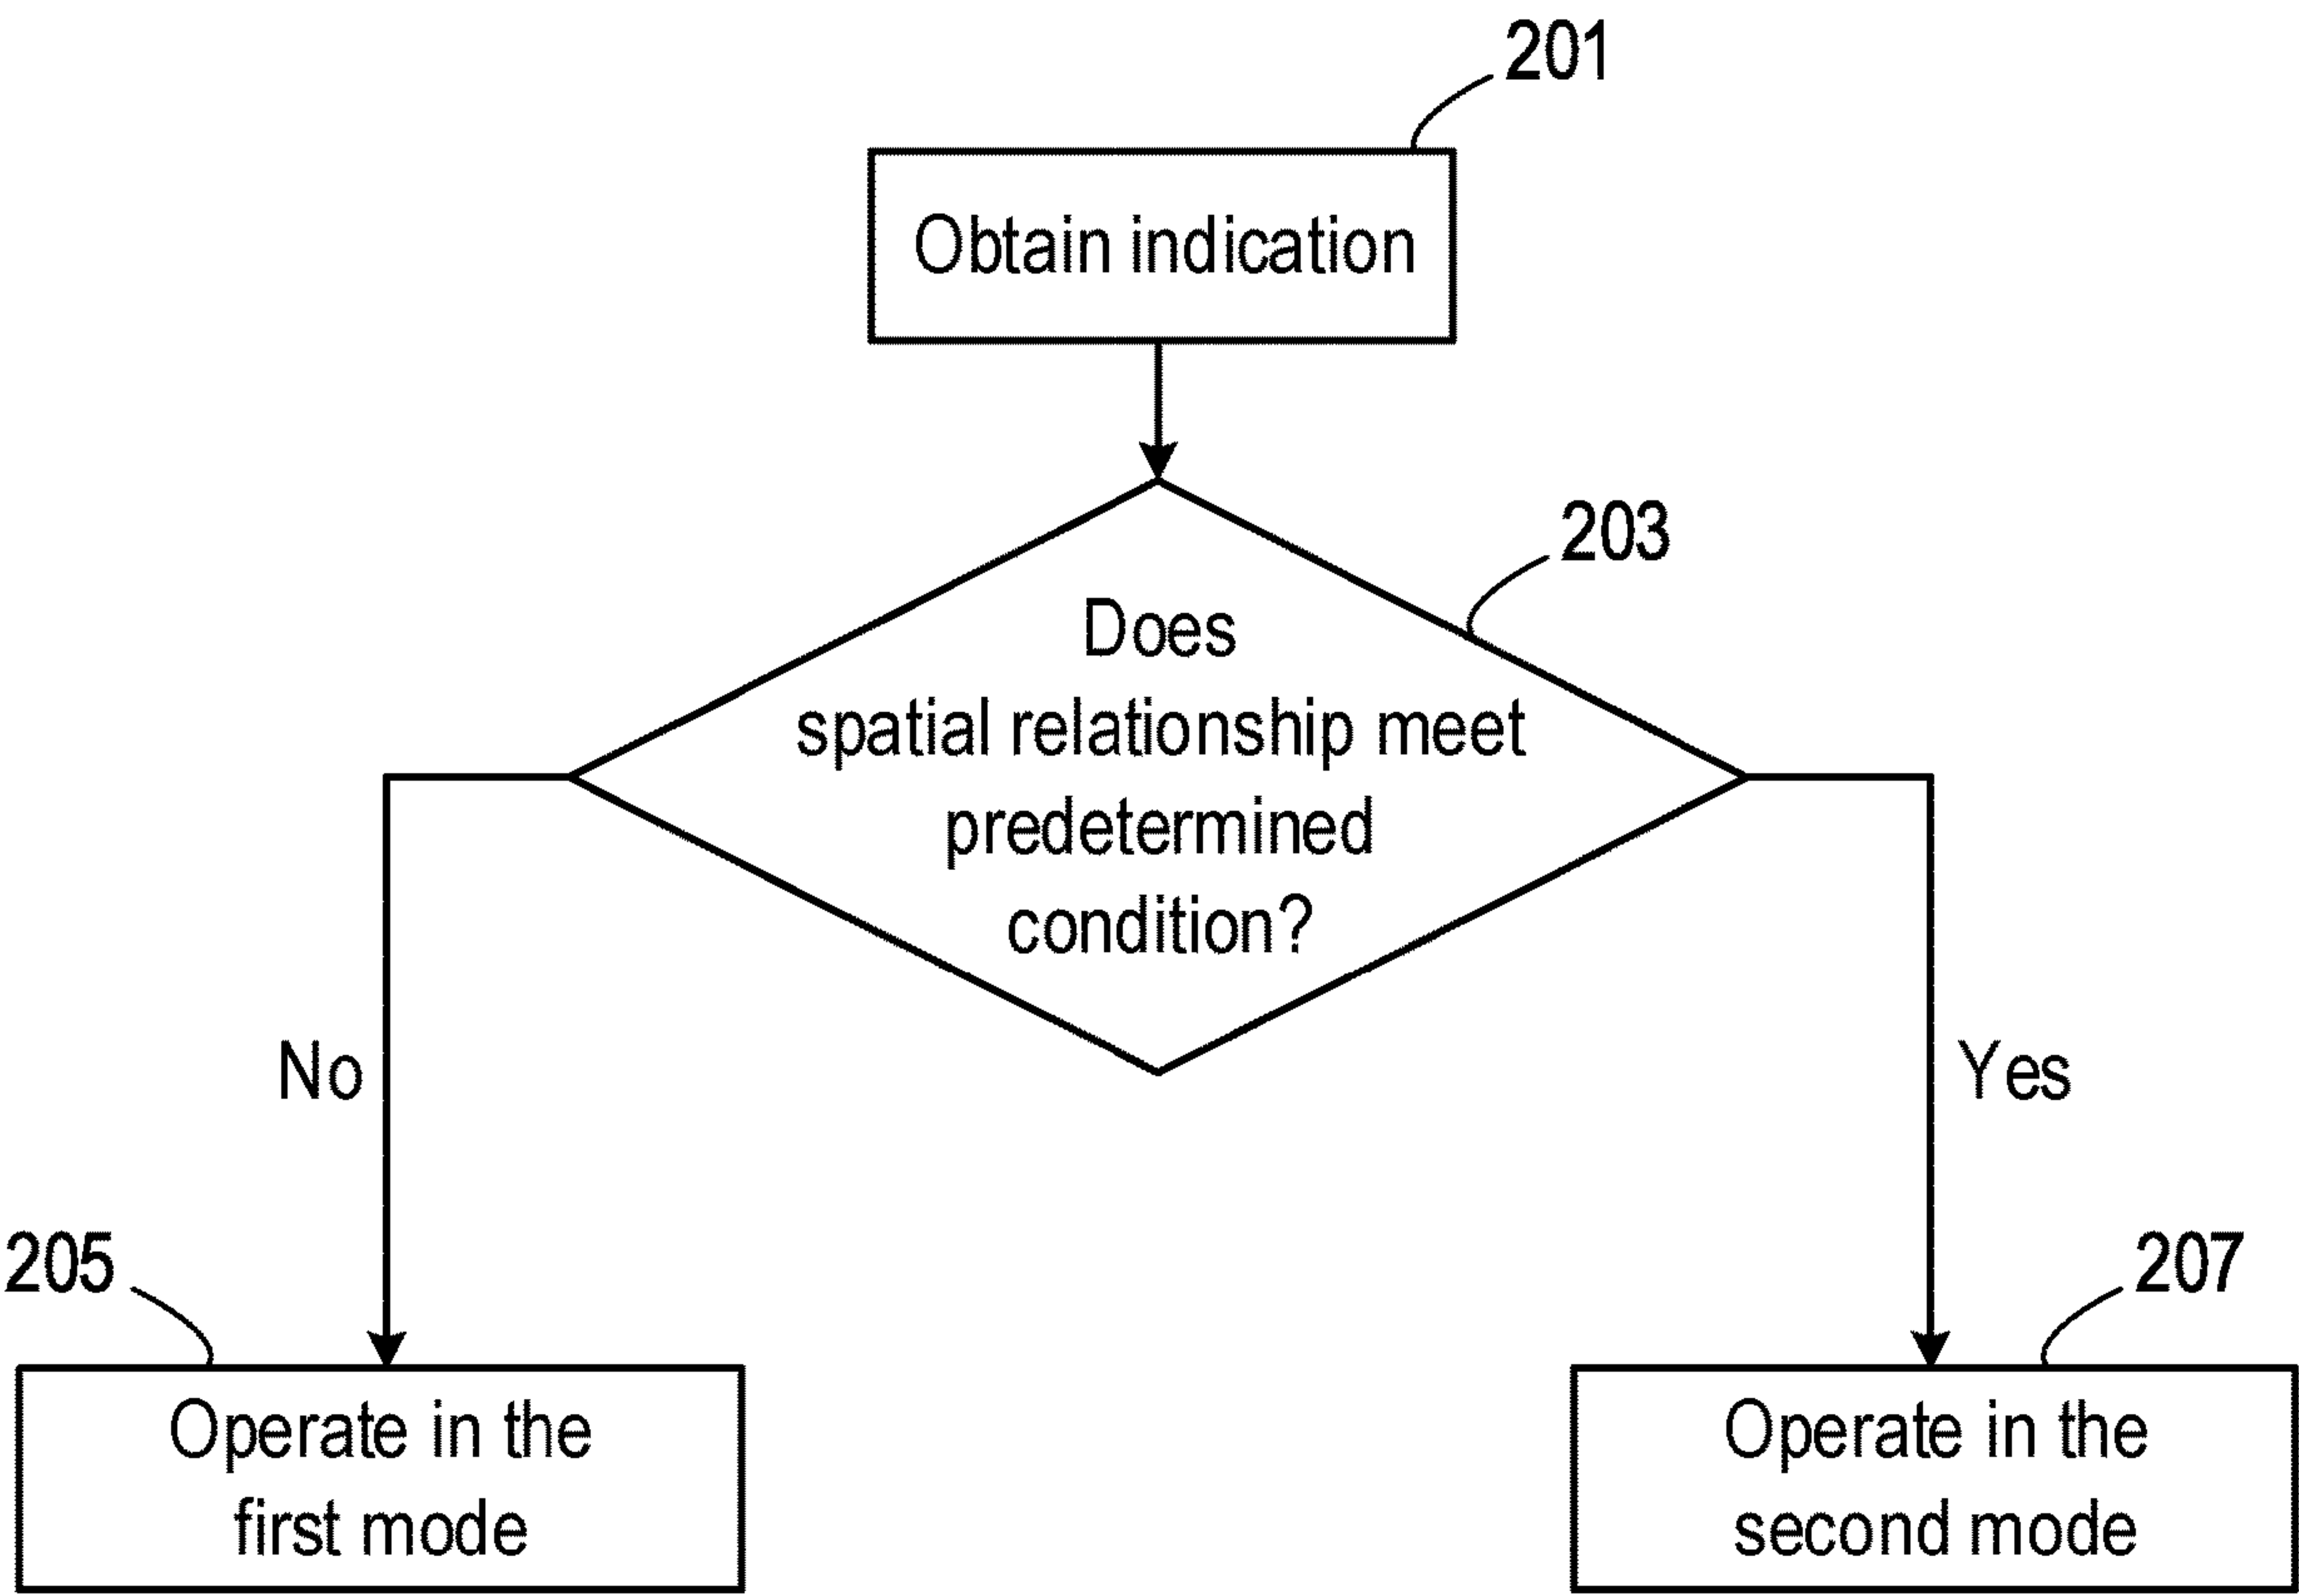 201
Obtain indication
203
Does
spatial relationship meet
predetermined
condition?
No
Yes
205
207
Operate in the
first mode
Operate in the
second mode